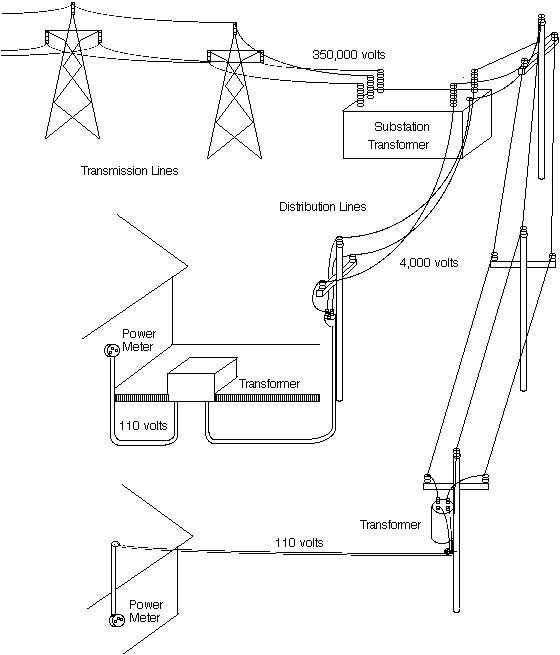 350,000 volts
Substation
Transformer
Transmission Lines
Distribution Lines
4,000 volts
Power
Meter
Transformer
110 volts
Transformer
110 volts
Power
Meter